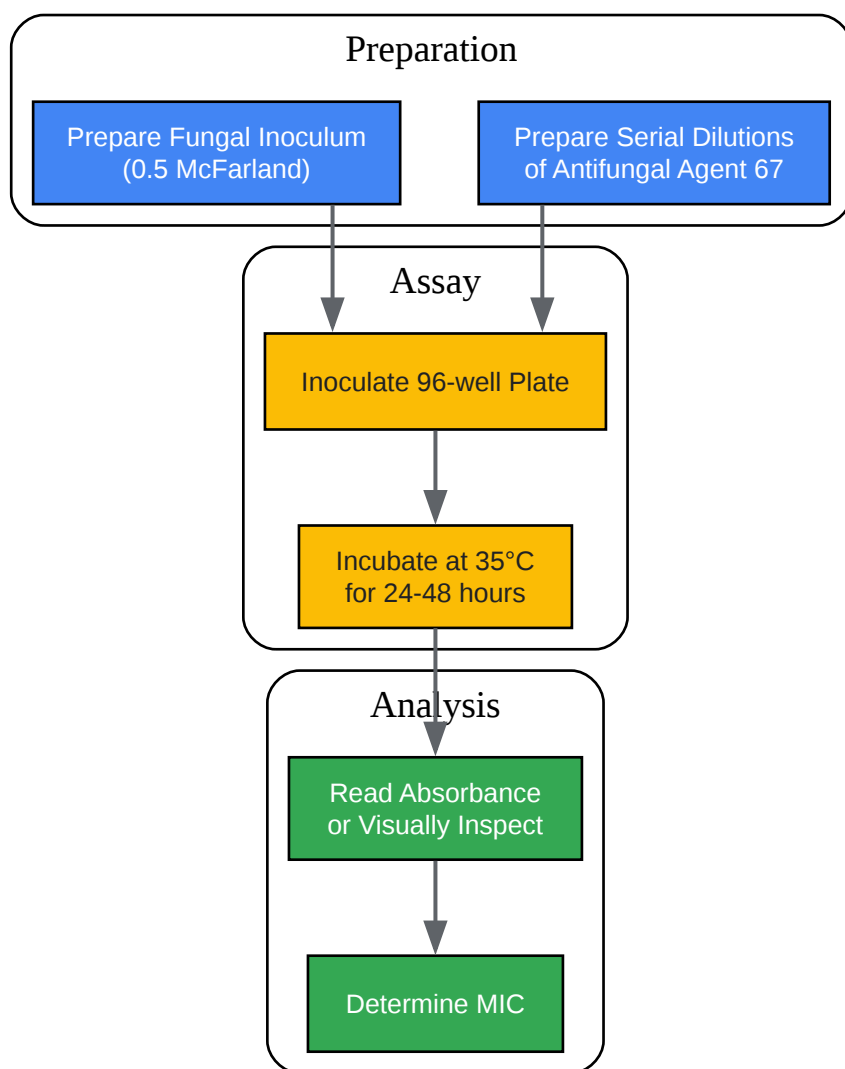 Preparation
Prepare Fungal Inoculum
(0.5 McFarland)
Prepare Serial Dilutions
of Antifungal Agent 67
Assay
Inoculate 96-well Plate
Incubate at 35°C
for 24-48 hours
Analysis
Read Absorbance
or Visually Inspect
Determine MIC